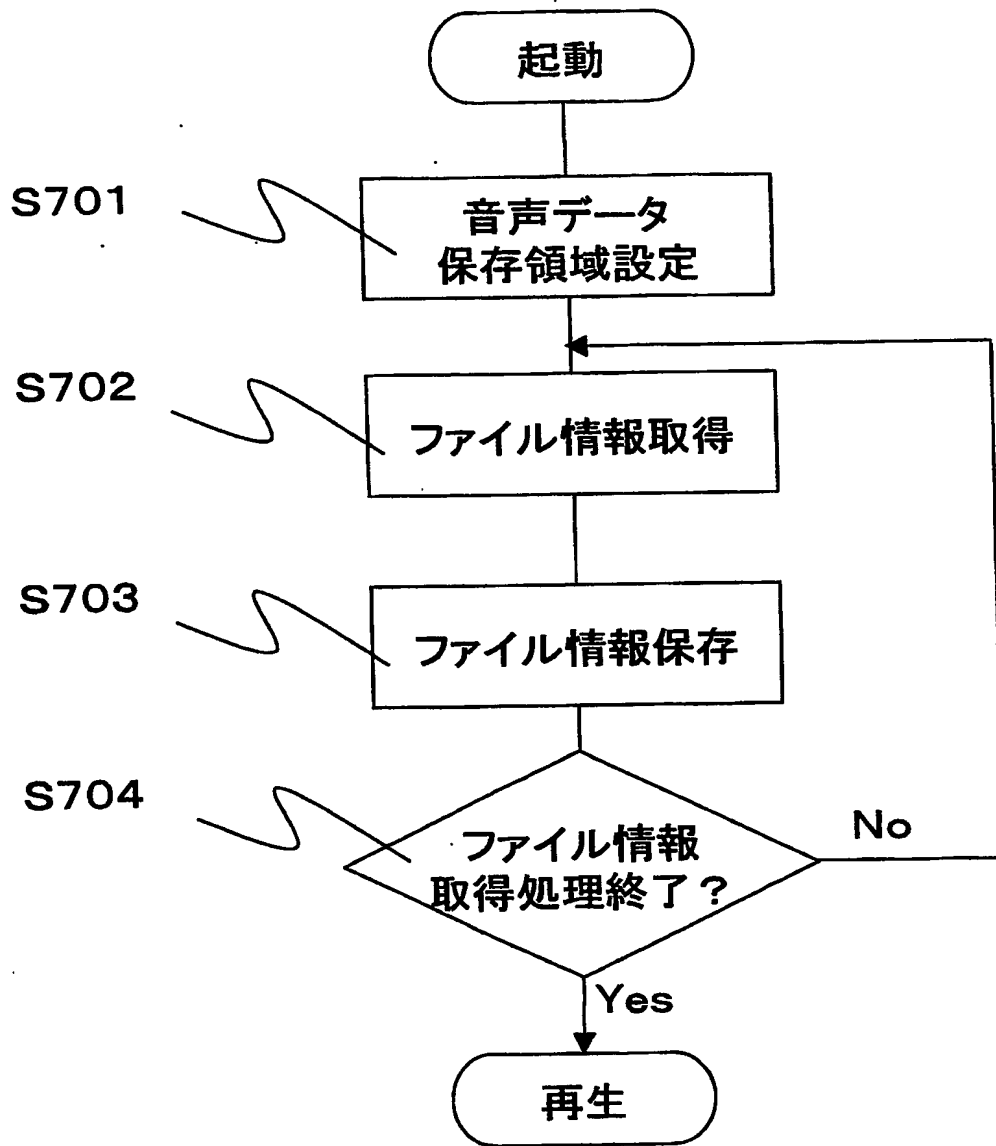 起動
S701
音声データ
保存領域設定
S702
ファイル情報取得
S703
ファイル情報保存
S704
ファイル情報
取得処理終了？
No
Yes
再生